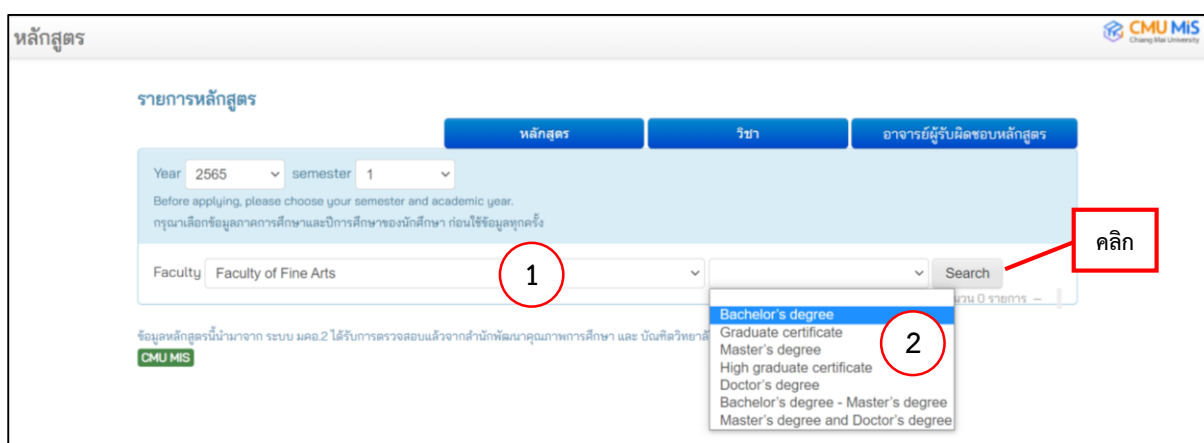 หลักสูตร
CMU MiS
Chiang Mai University
รายการหลักสูตร
หลักสูตร วิชา อาจารย์ผู้รับผิดชอบหลักสูตร
Year 2565 semester 1
Before applying, please choose your semester and academic year.
กรุณาเลือกข้อมูลภาคการศึกษาและปีการศึกษาของนักศึกษา ก่อนใช้ข้อมูลทุกครั้ง
คลิก
Faculty Faculty of Fine Arts 1 Search
นวน 0 รายการ –
Bachelor's degree
Graduate certificate
Master's degree
High graduate certificate
Doctor's degree
Bachelor's degree - Master's degree
Master's degree and Doctor's degree
2
ข้อมูลหลักสูตรนี้นำมาจาก ระบบ มคอ.2 ได้รับการตรวจสอบแล้วจากสำนักพัฒนาคุณภาพการศึกษา และ บัณฑิตวิทยาลั
CMU MIS